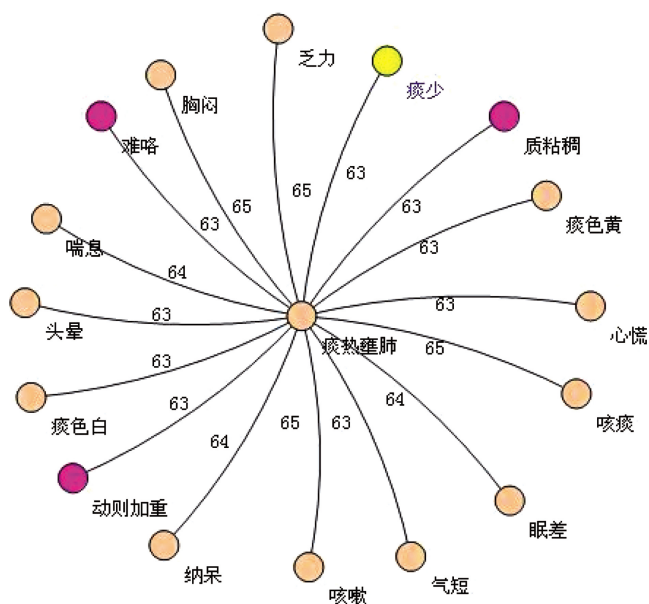 乏力
痰少
胸闷
难咯
质粘稠
63
65
65
63
63
痰色黄
喘息
63
64
63
头晕
63
心慌
痰热壅肺
65
63
63
64
咳痰
痰色白
64
65
63
动则加重
眠差
纳呆
气短
咳嗽